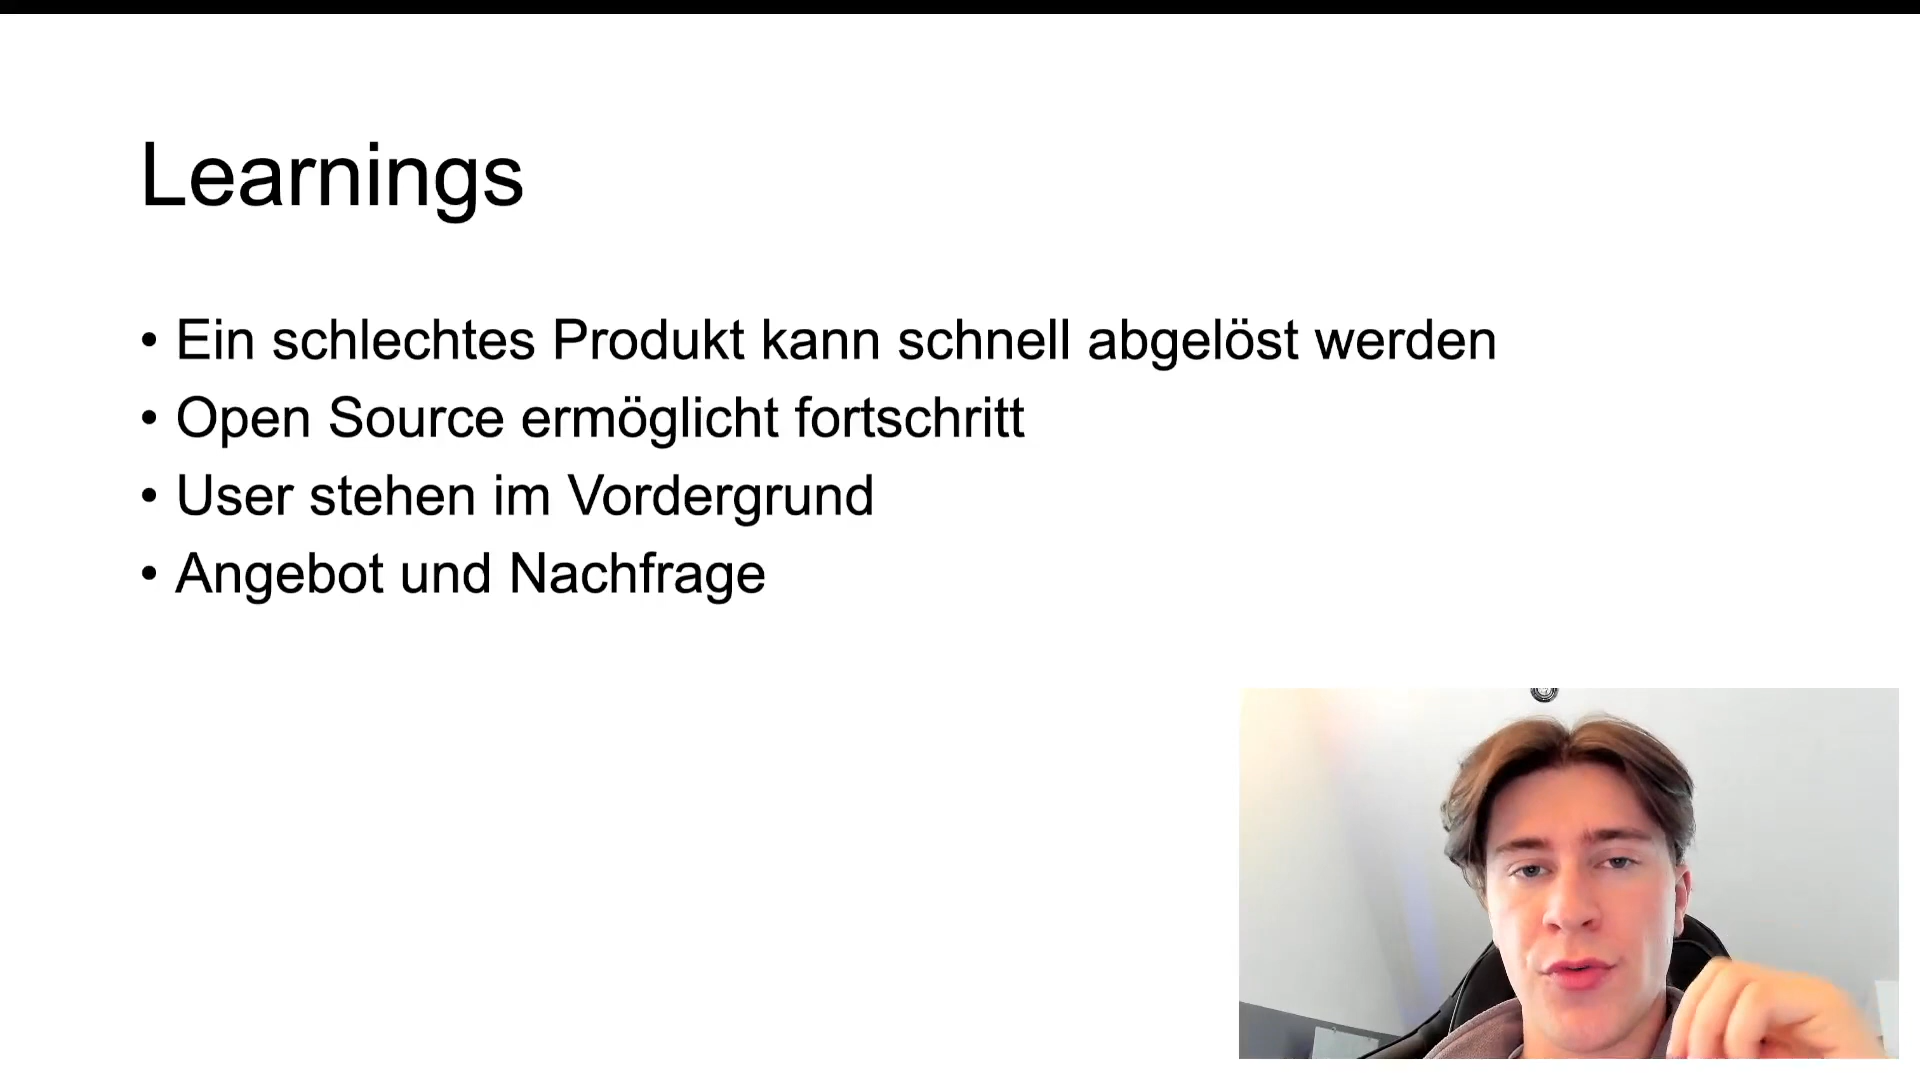 Learnings
• Ein schlechtes Produkt kann schnell abgelöst werden
• Open Source ermöglicht fortschritt
• User stehen im Vordergrund
• Angebot und Nachfrage